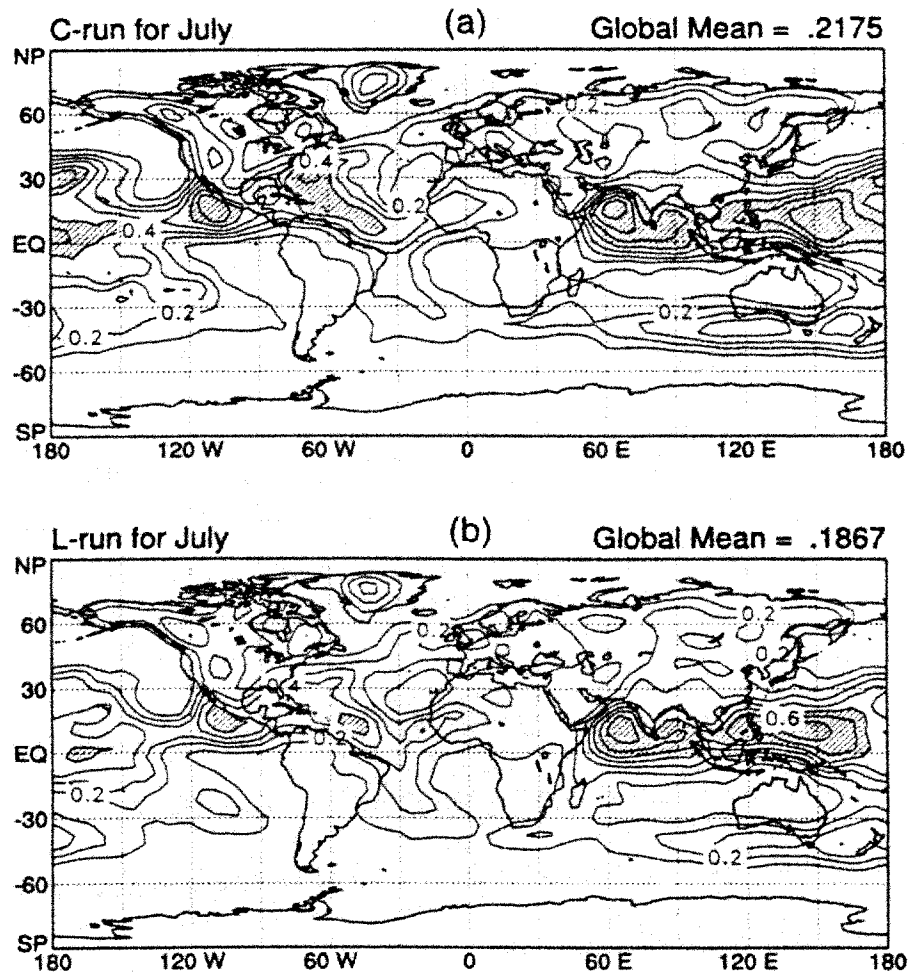 (a)
C-run for July
Global Mean = .2175
NP
60
30
EQ
-30
-60
SP
0.2
0.4
0.2
0.4
0.2
0.2
0.2
180
120 W
60 W
0
60 E
120 E
180
(b)
L-run for July
Global Mean = .1867
NP
60
30
EQ
-30
-60
SP
0.2
0.2
0.2
0.4
0.6
0.2
0.2
0.2
180
120 W
60 W
0
60 E
120 E
180